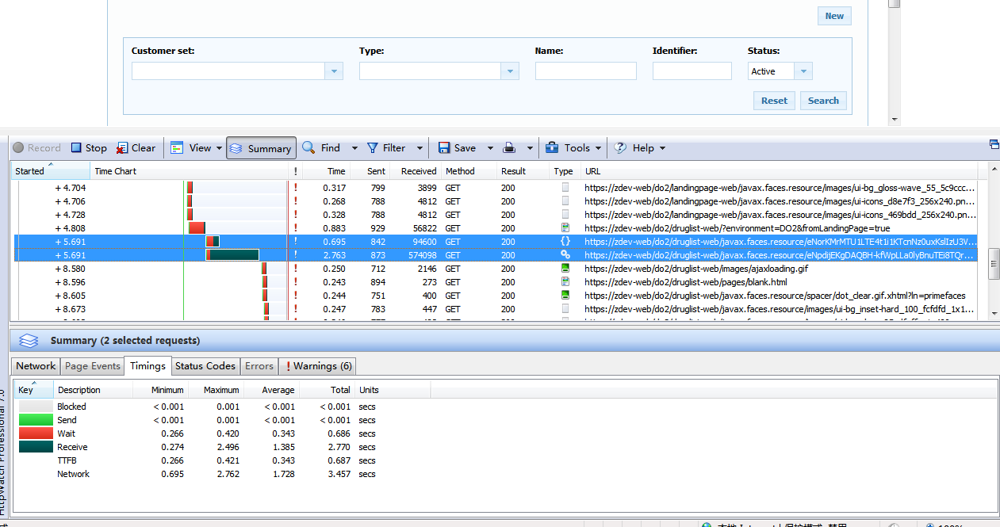 New
Customer set: Type: Name: Identifier: Status:
Active
Reset Search
Record Stop Clear View Summary Find Filter Save Tools Help
Started Time Chart ! Time Sent Received Method Result Type URL
+ 4.704 ! 0.317 799 3899 GET 200 https://zdev-web/do2/landingpage-web/javax.faces.resource/images/ui-bg_gloss-wave_55_5c9ccc...
+ 4.706 ! 0.268 788 4812 GET 200 https://zdev-web/do2/landingpage-web/javax.faces.resource/images/ui-icons_d8e7f3_256x240.pn...
+ 4.728 ! 0.328 788 4812 GET 200 https://zdev-web/do2/landingpage-web/javax.faces.resource/images/ui-icons_469bdd_256x240.pn...
+ 4.808 ! 0.883 929 56822 GET 200 https://zdev-web/do2/druglist-web/?environment=DO2&fromLandingPage=true
+ 5.691 ! 0.695 842 94600 GET 200 https://zdev-web/do2/druglist-web/javax.faces.resource/eNorKMrMTU1LTE4t1i1KTcnNz0uxKslIzU3V...
+ 5.691 ! 2.763 873 574098 GET 200 https://zdev-web/do2/druglist-web/javax.faces.resource/eNpdijEKgDAQBH-kfWpLLa0lyBnuTEi8TQr...
+ 8.580 ! 0.250 712 2146 GET 200 https://zdev-web/do2/druglist-web/images/ajaxloading.gif
+ 8.596 ! 0.243 894 273 GET 200 https://zdev-web/do2/druglist-web/pages/blank.html
+ 8.605 ! 0.244 751 400 GET 200 https://zdev-web/do2/druglist-web/javax.faces.resource/spacer/dot_clear.gif.xhtml?ln=primefaces
+ 8.673 ! 0.247 783 447 GET 200 https://zdev-web/do2/druglist-web/javax.faces.resource/images/ui-bg_inset-hard_100_fcfdfd_1x1...
Summary (2 selected requests)
Network Page Events Timings Status Codes Errors ! Warnings (6)
Key Description Minimum Maximum Average Total Units
Blocked < 0.001 0.001 < 0.001 < 0.001 secs
Send < 0.001 0.001 < 0.001 < 0.001 secs
Wait 0.266 0.420 0.343 0.686 secs
Receive 0.274 2.496 1.385 2.770 secs
TTFB 0.266 0.421 0.343 0.687 secs
Network 0.695 2.762 1.728 3.457 secs
HttpWatch Professional 7.0